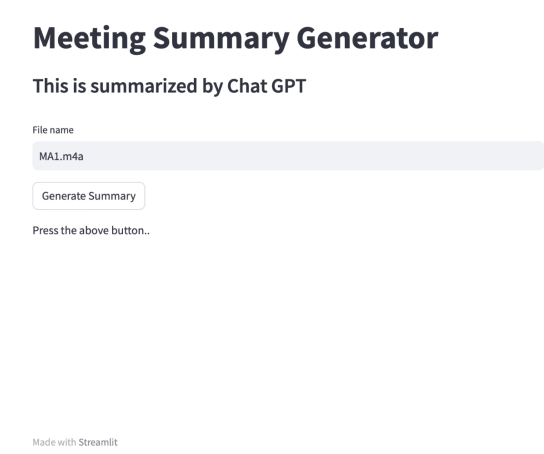 Meeting Summary Generator
This is summarized by Chat GPT
File name
MA1.m4a
Generate Summary
Press the above button..
Made with Streamlit